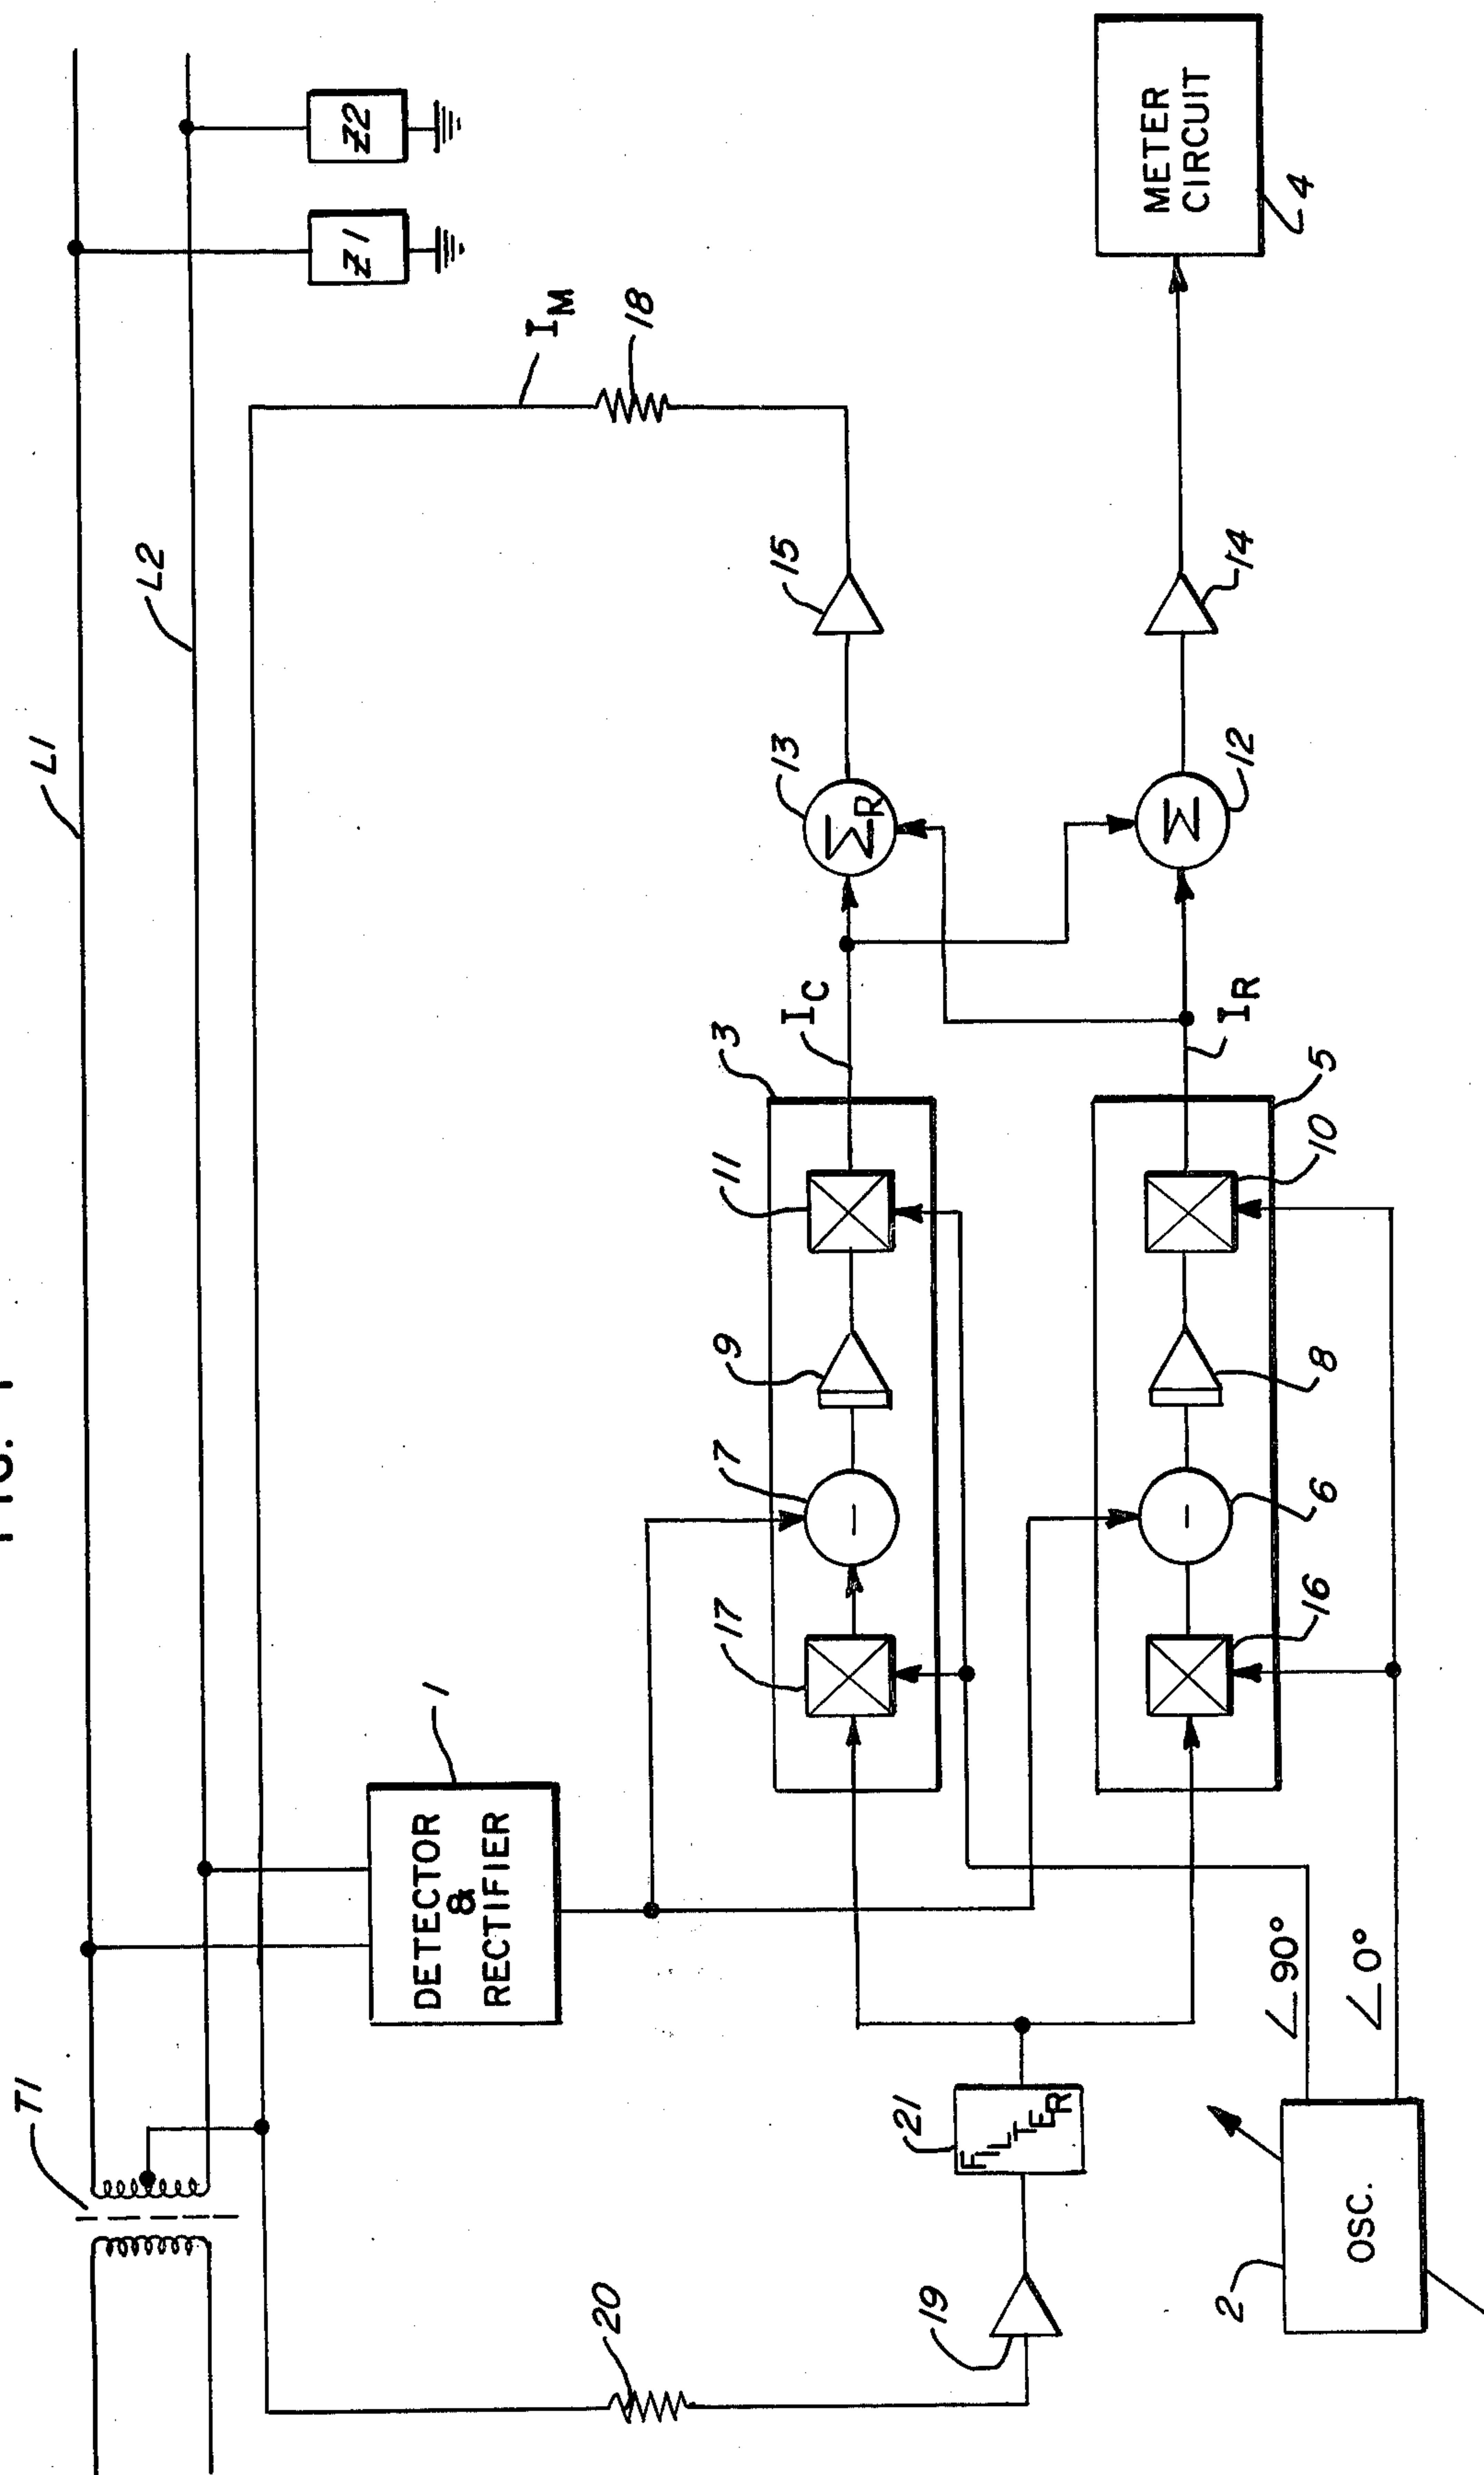 FIG. 1
T1
L1
L2
Z1
Z2
I_M
18
20
DETECTOR
&
RECTIFIER
1
15
13
Σ_R
I_C
3
11
9
7
17
19
FILTER
21
METER
CIRCUIT
4
14
12
Σ
I_R
5
10
8
–
6
–
16
∠90°
∠0°
OSC.
2